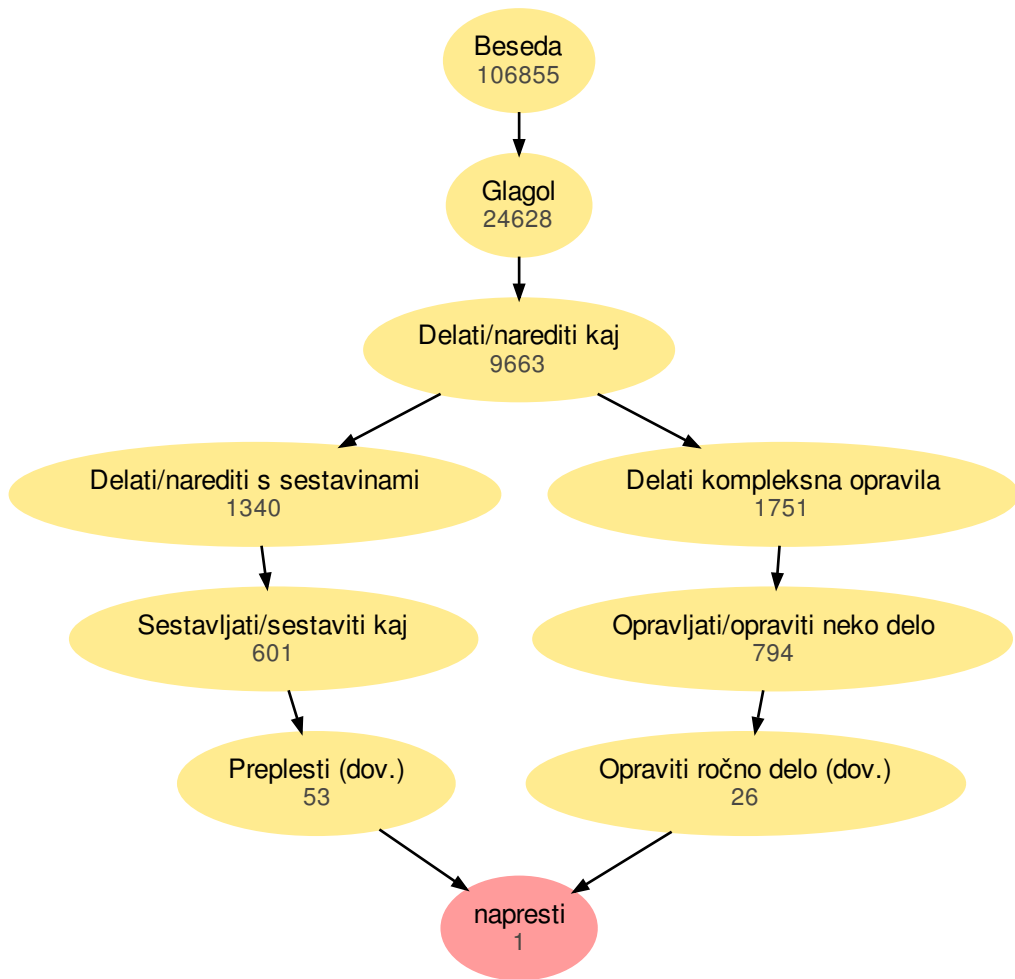 Beseda
106855
Glagol
24628
Delati/narediti kaj
9663
Delati/narediti s sestavinami
1340
Delati kompleksna opravila
1751
Sestavljati/sestaviti kaj
601
Opravljati/opraviti neko delo
794
Preplesti (dov.)
53
Opraviti ročno delo (dov.)
26
napresti
1